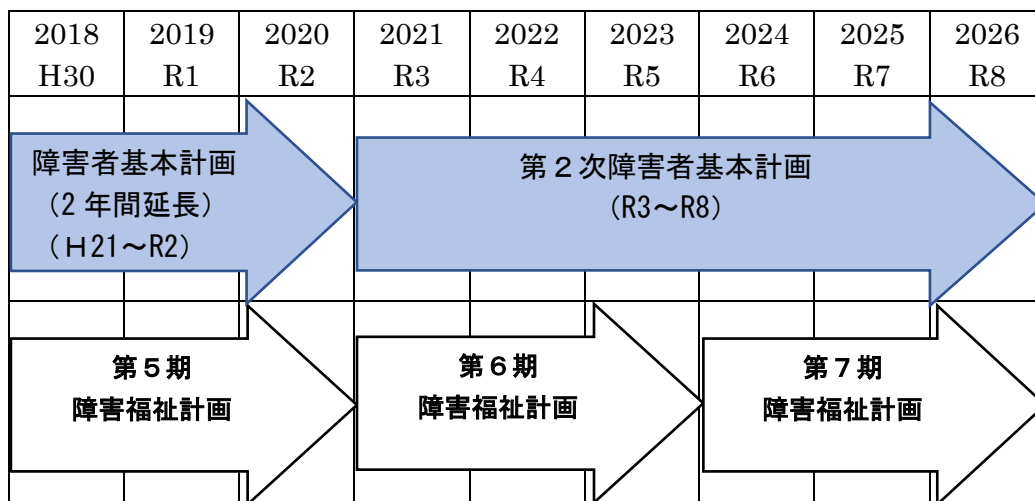 2018 2019 2020 2021 2022 2023 2024 2025 2026
H30 R1 R2 R3 R4 R5 R6 R7 R8
障害者基本計画
（2年間延長）
（Ｈ21～R2）
第２次障害者基本計画
（R3～R8）
第５期
障害福祉計画
第６期
障害福祉計画
第７期
障害福祉計画